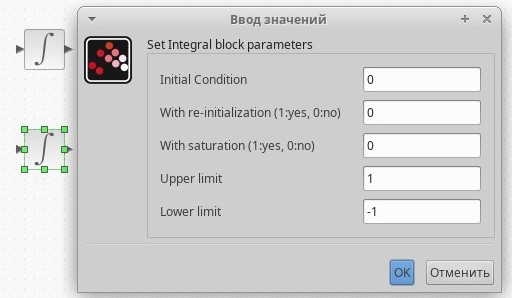 Ввод значений
Set Integral block parameters
Initial Condition 0
With re-initialization (1:yes, 0:no) 0
With saturation (1:yes, 0:no) 0
Upper limit 1
Lower limit -1
OK Отменить